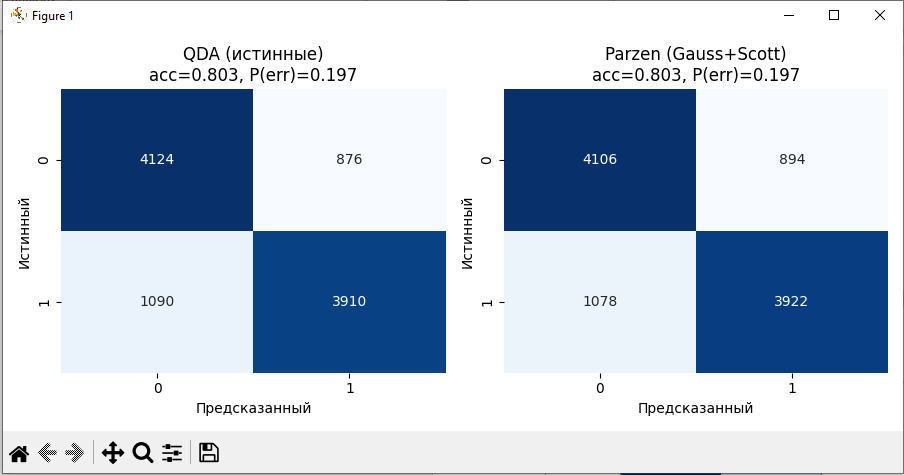 Figure 1
QDA (истинные)
acc=0.803, P(err)=0.197
0
1
Истинный
4124
876
1090
3910
0
1
Предсказанный
Parzen (Gauss+Scott)
acc=0.803, P(err)=0.197
0
1
Истинный
4106
894
1078
3922
0
1
Предсказанный